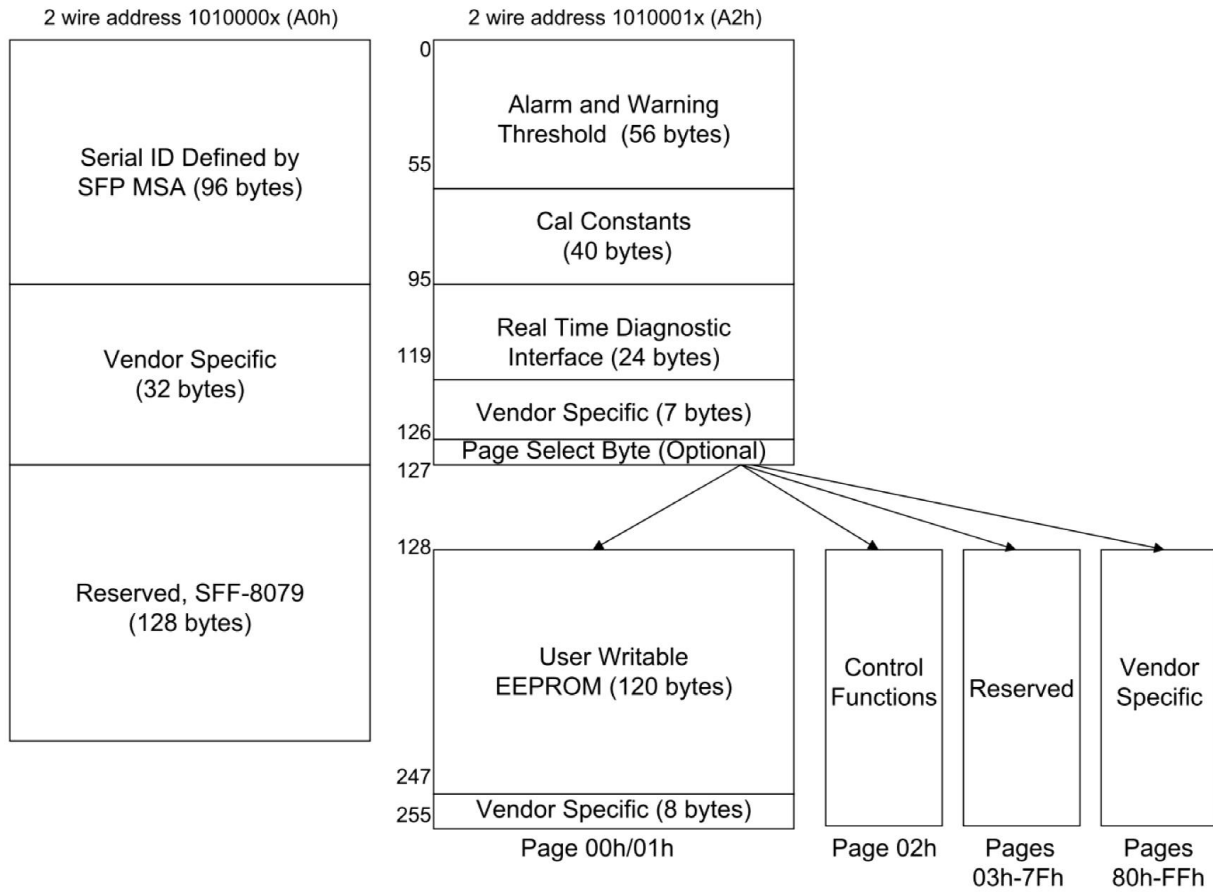 2 wire address 1010000x (A0h)
Serial ID Defined by
SFP MSA (96 bytes)
Vendor Specific
(32 bytes)
Reserved, SFF-8079
(128 bytes)
2 wire address 1010001x (A2h)
0
Alarm and Warning
Threshold (56 bytes)
55
Cal Constants
(40 bytes)
95
Real Time Diagnostic
Interface (24 bytes)
119
Vendor Specific (7 bytes)
126
Page Select Byte (Optional)
127
128
User Writable
EEPROM (120 bytes)
247
Vendor Specific (8 bytes)
255
Page 00h/01h
Control
Functions
Page 02h
Reserved
Pages
03h-7Fh
Vendor
Specific
Pages
80h-FFh